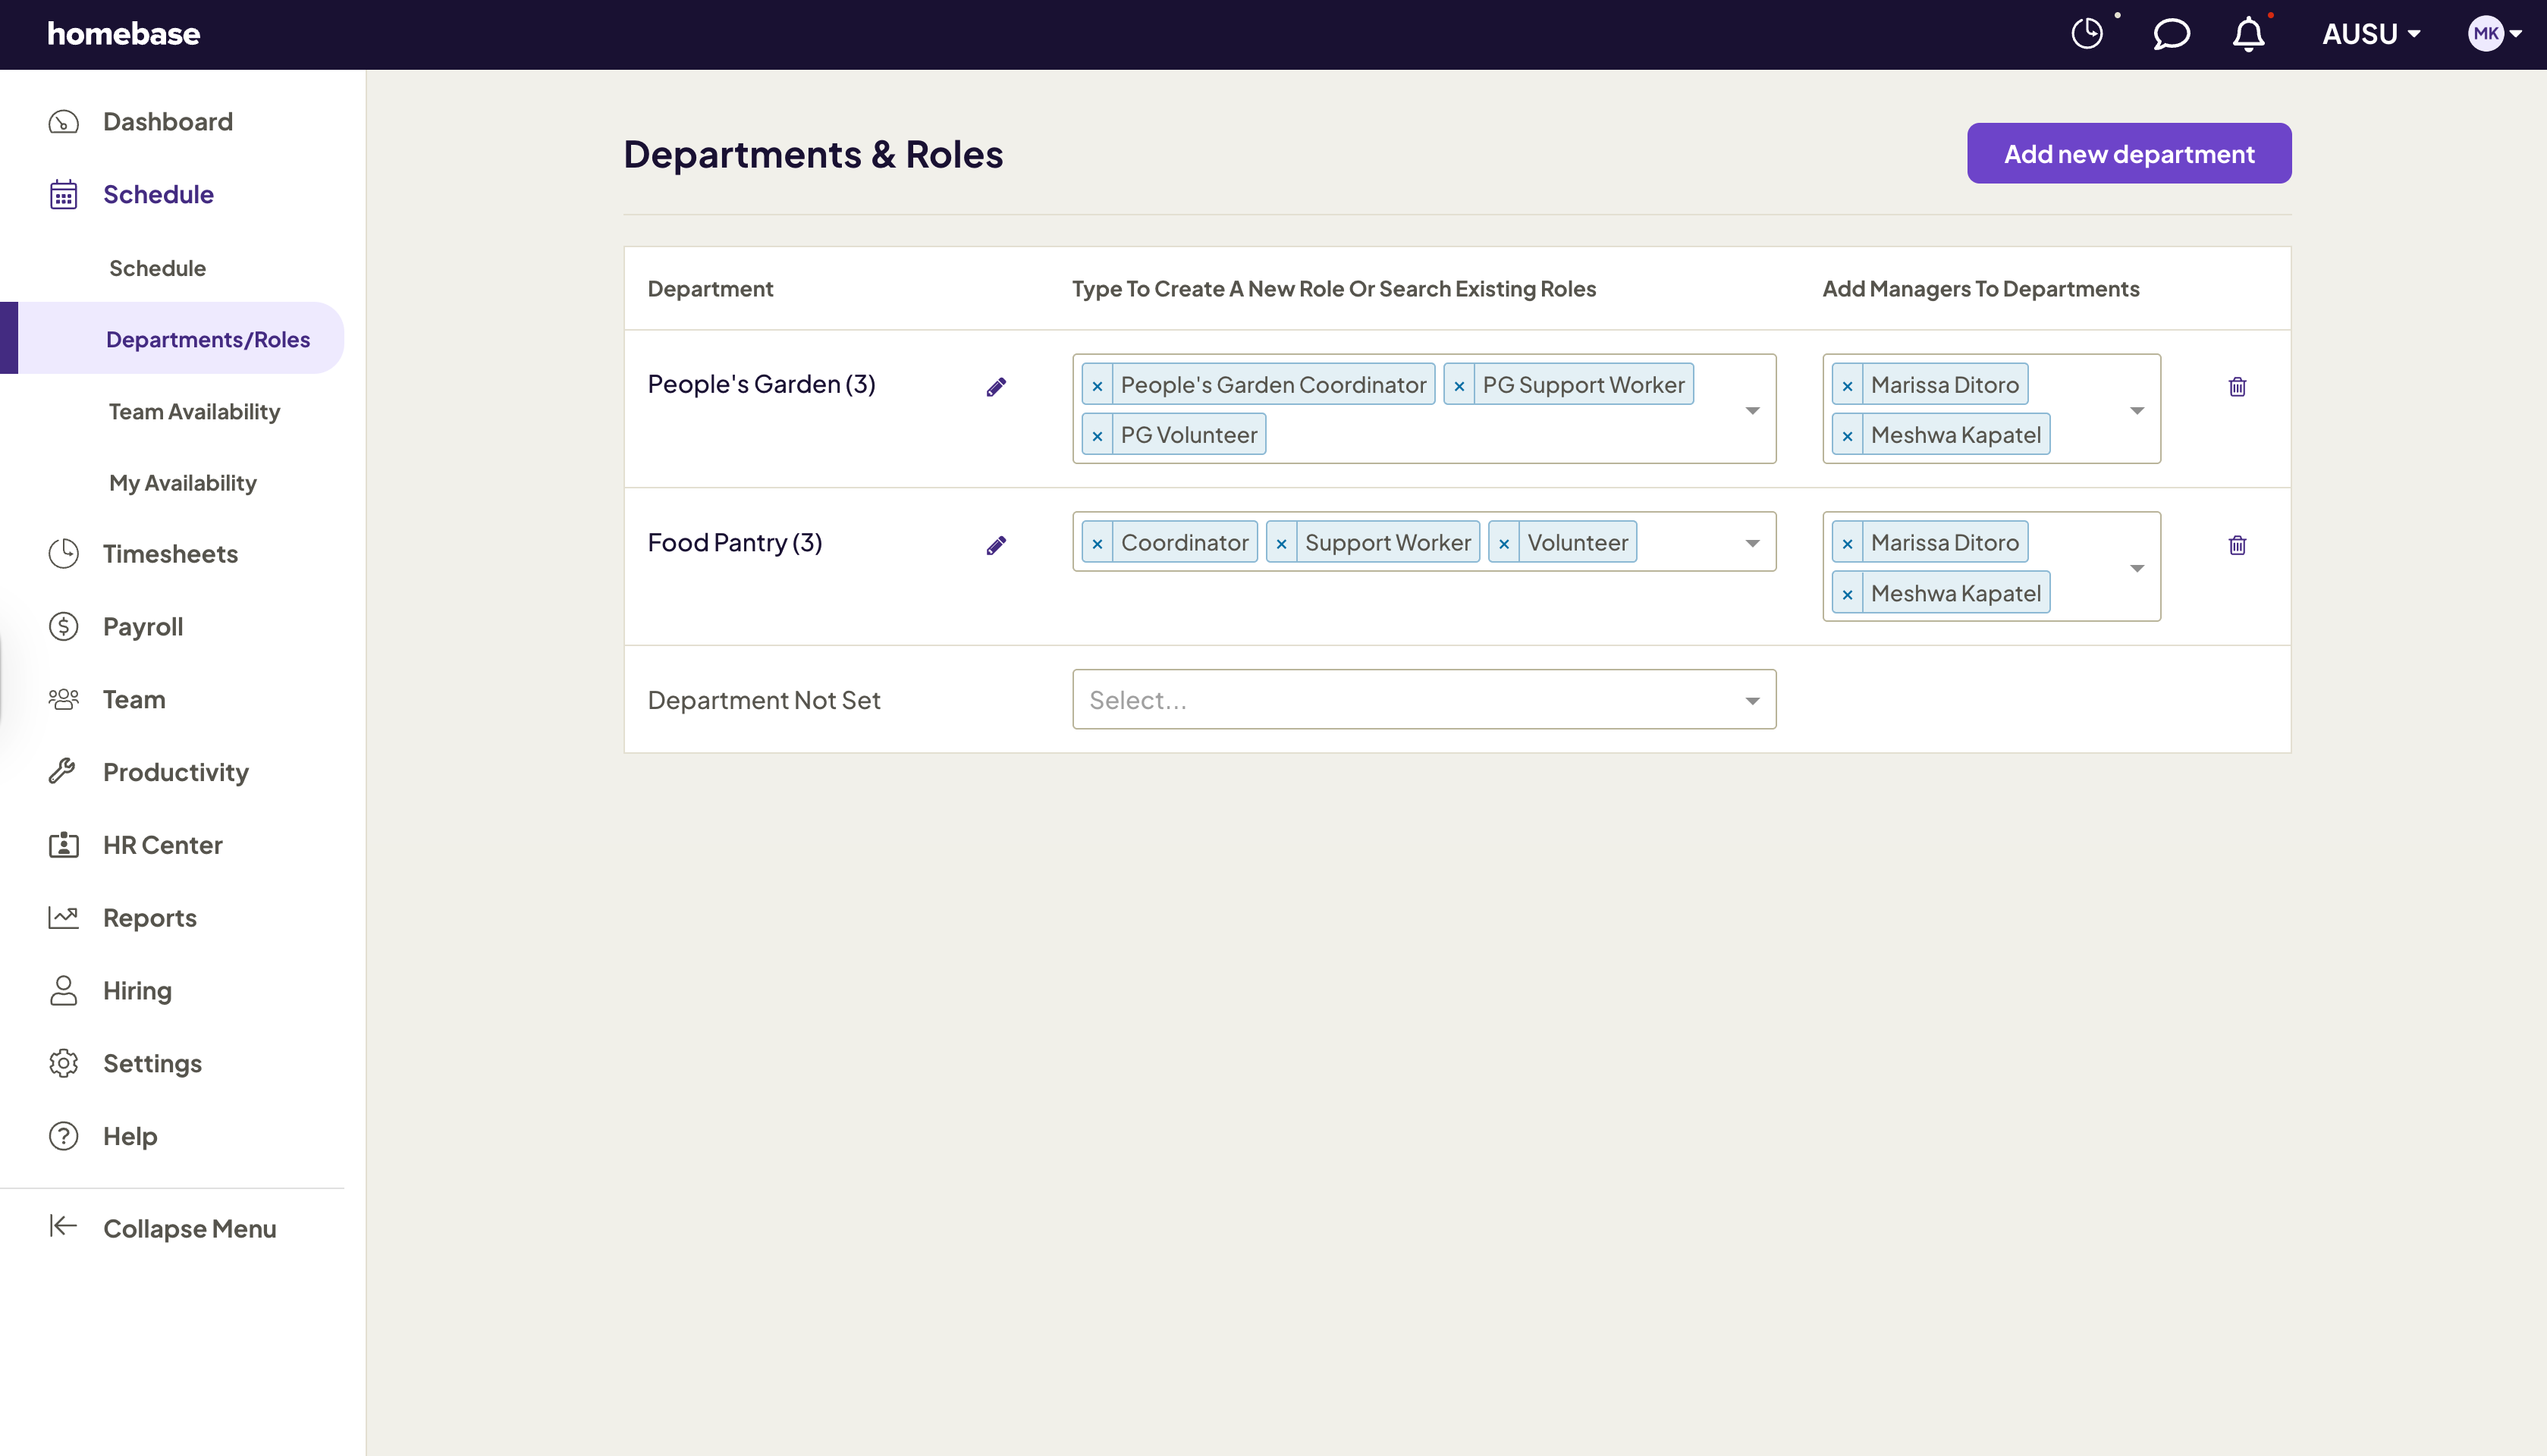 homebase
AUSU
MK
Dashboard
Schedule
Schedule
Departments/Roles
Team Availability
My Availability
Timesheets
Payroll
Team
Productivity
HR Center
Reports
Hiring
Settings
Help
Collapse Menu
Departments & Roles
Add new department
Department Type To Create A New Role Or Search Existing Roles Add Managers To Departments
People's Garden (3)
× People's Garden Coordinator × PG Support Worker
× PG Volunteer
× Marissa Ditoro
× Meshwa Kapatel
Food Pantry (3)
× Coordinator × Support Worker × Volunteer
× Marissa Ditoro
× Meshwa Kapatel
Department Not Set
Select...